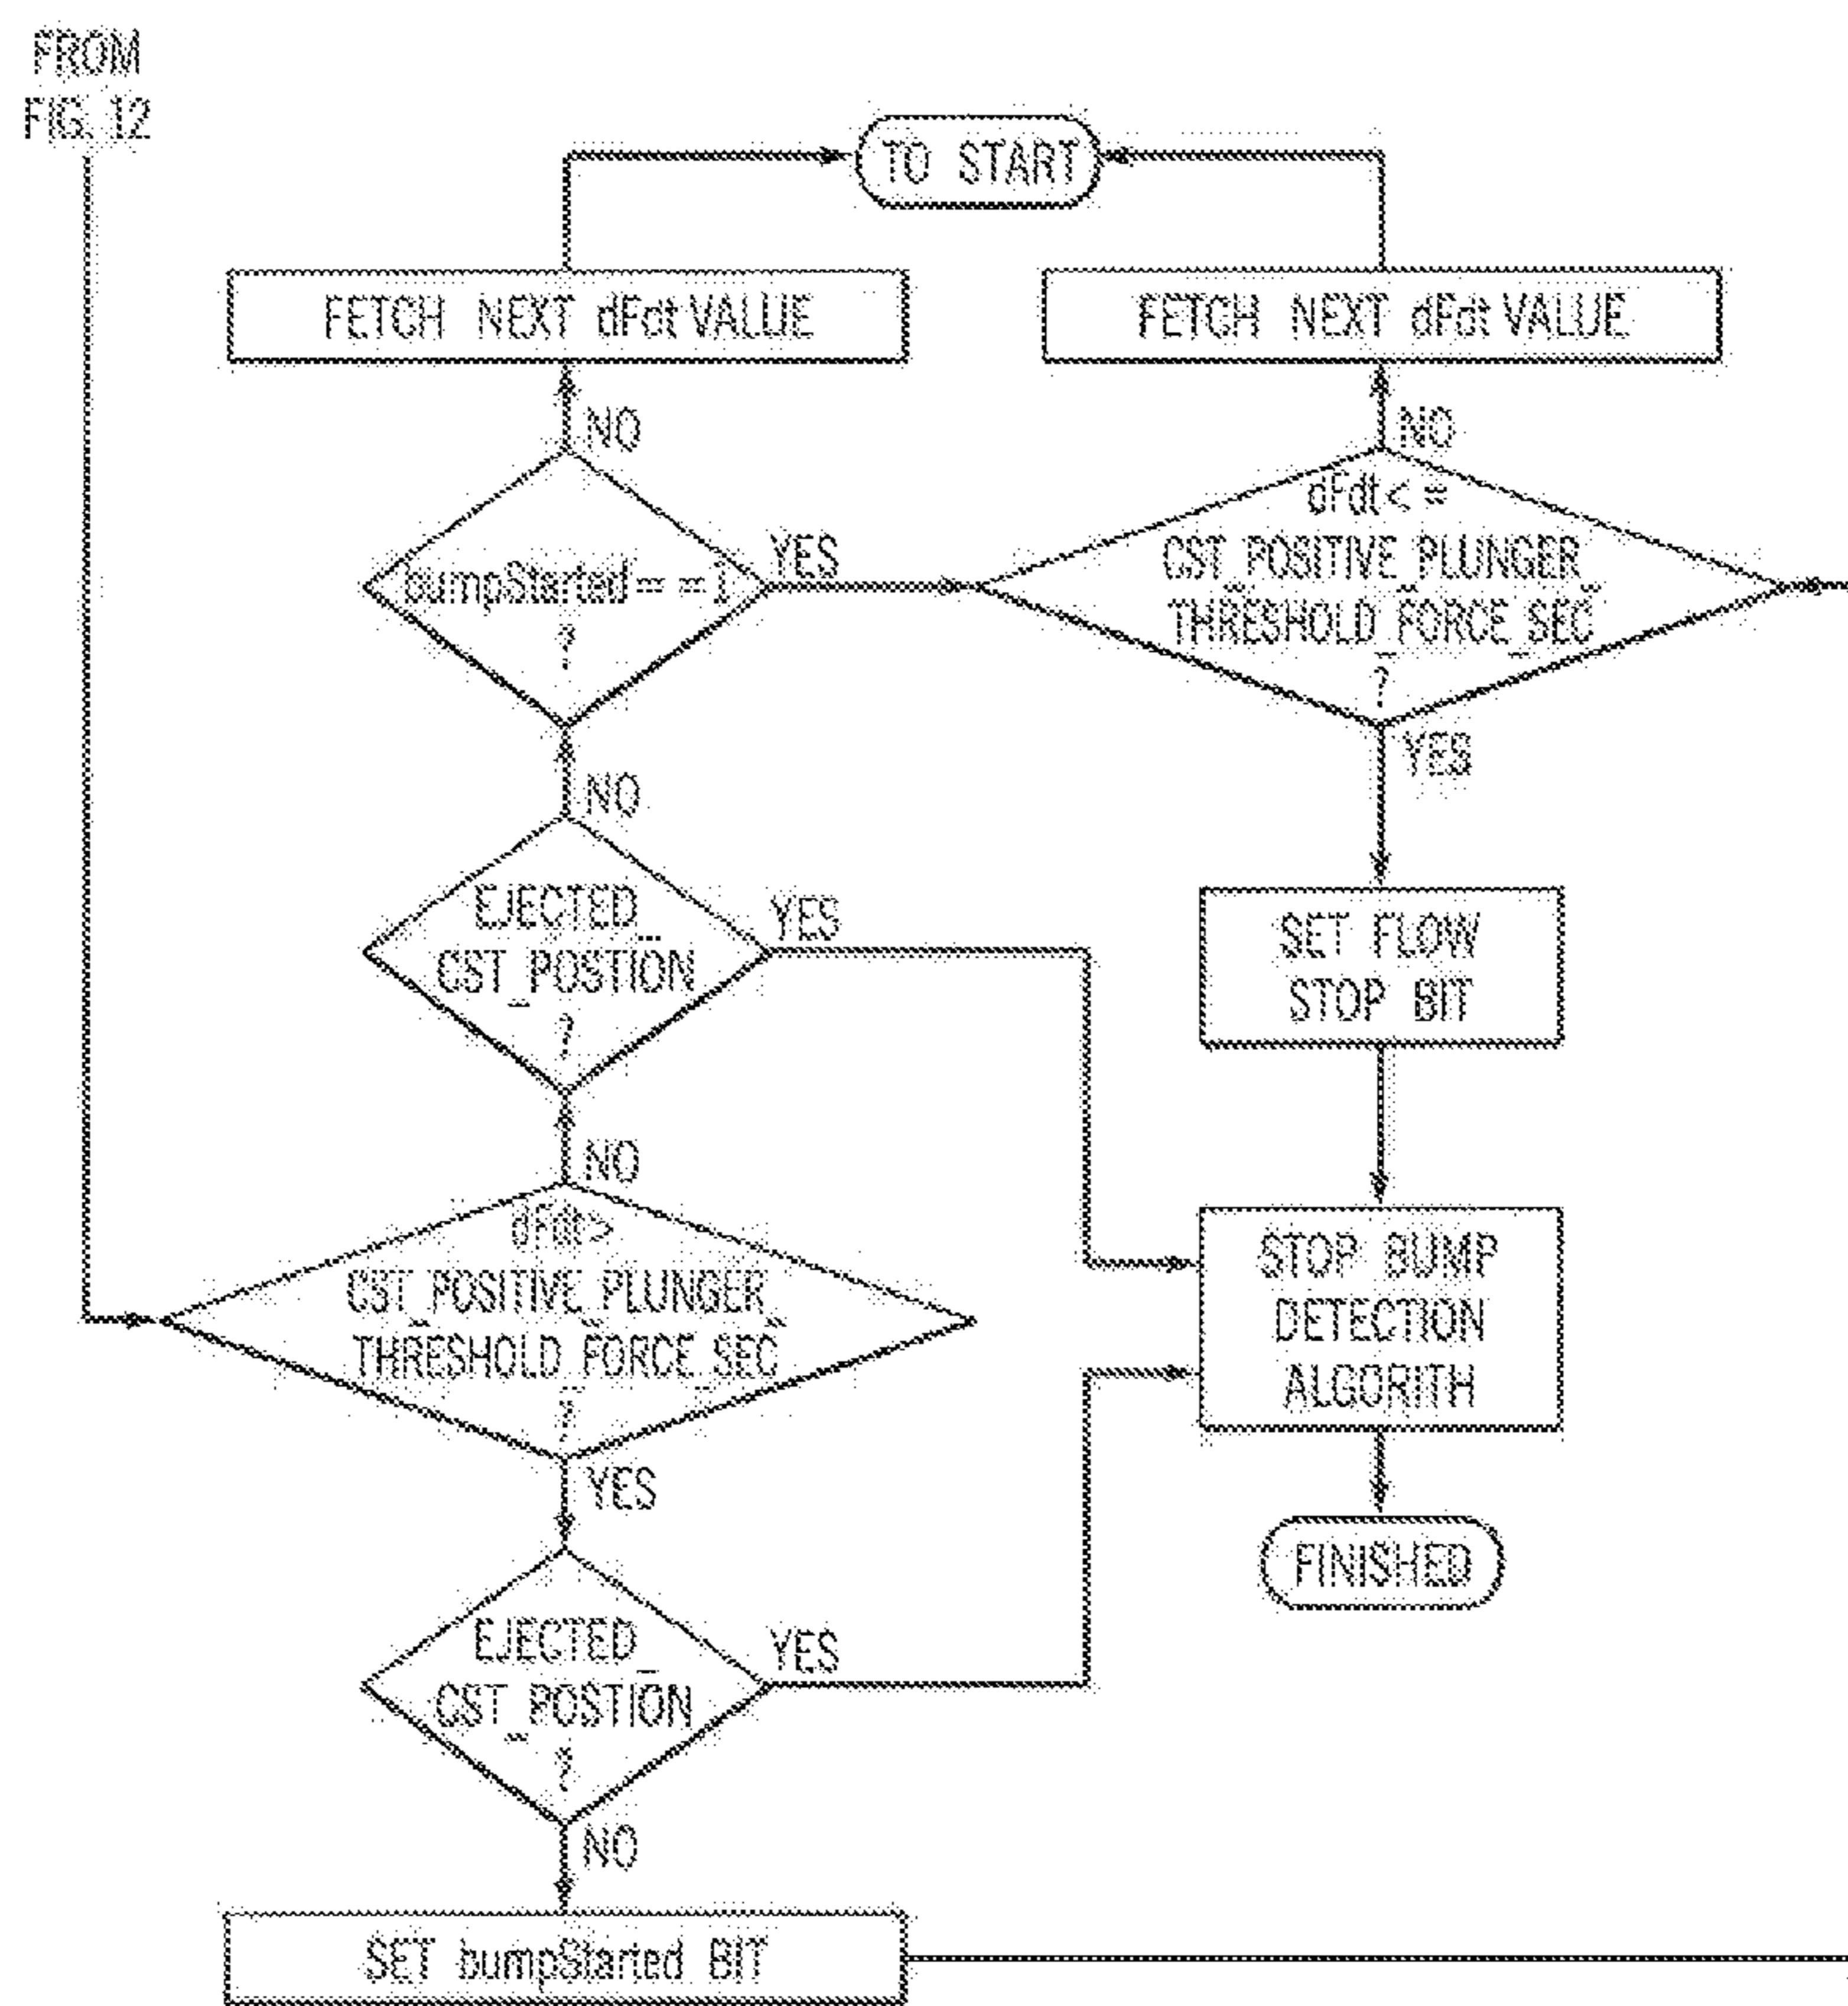 FROM
FIG. 12
TO START
FETCH NEXT dFdt VALUE
FETCH NEXT dFdt VALUE
NO
NO
bumpStarted==1
?
YES
dFdt<=
CST_POSITIVE_PLUNGER_
THRESHOLD_FORCE_SEC
?
YES
NO
EJECTED_
CST_POSTION
?
YES
SET FLOW
STOP BIT
NO
dFdt>
CST_POSITIVE_PLUNGER_
THRESHOLD_FORCE_SEC
?
YES
STOP BUMP
DETECTION
ALGORITH
FINISHED
EJECTED_
CST_POSTION
?
YES
NO
SET bumpStarted BIT